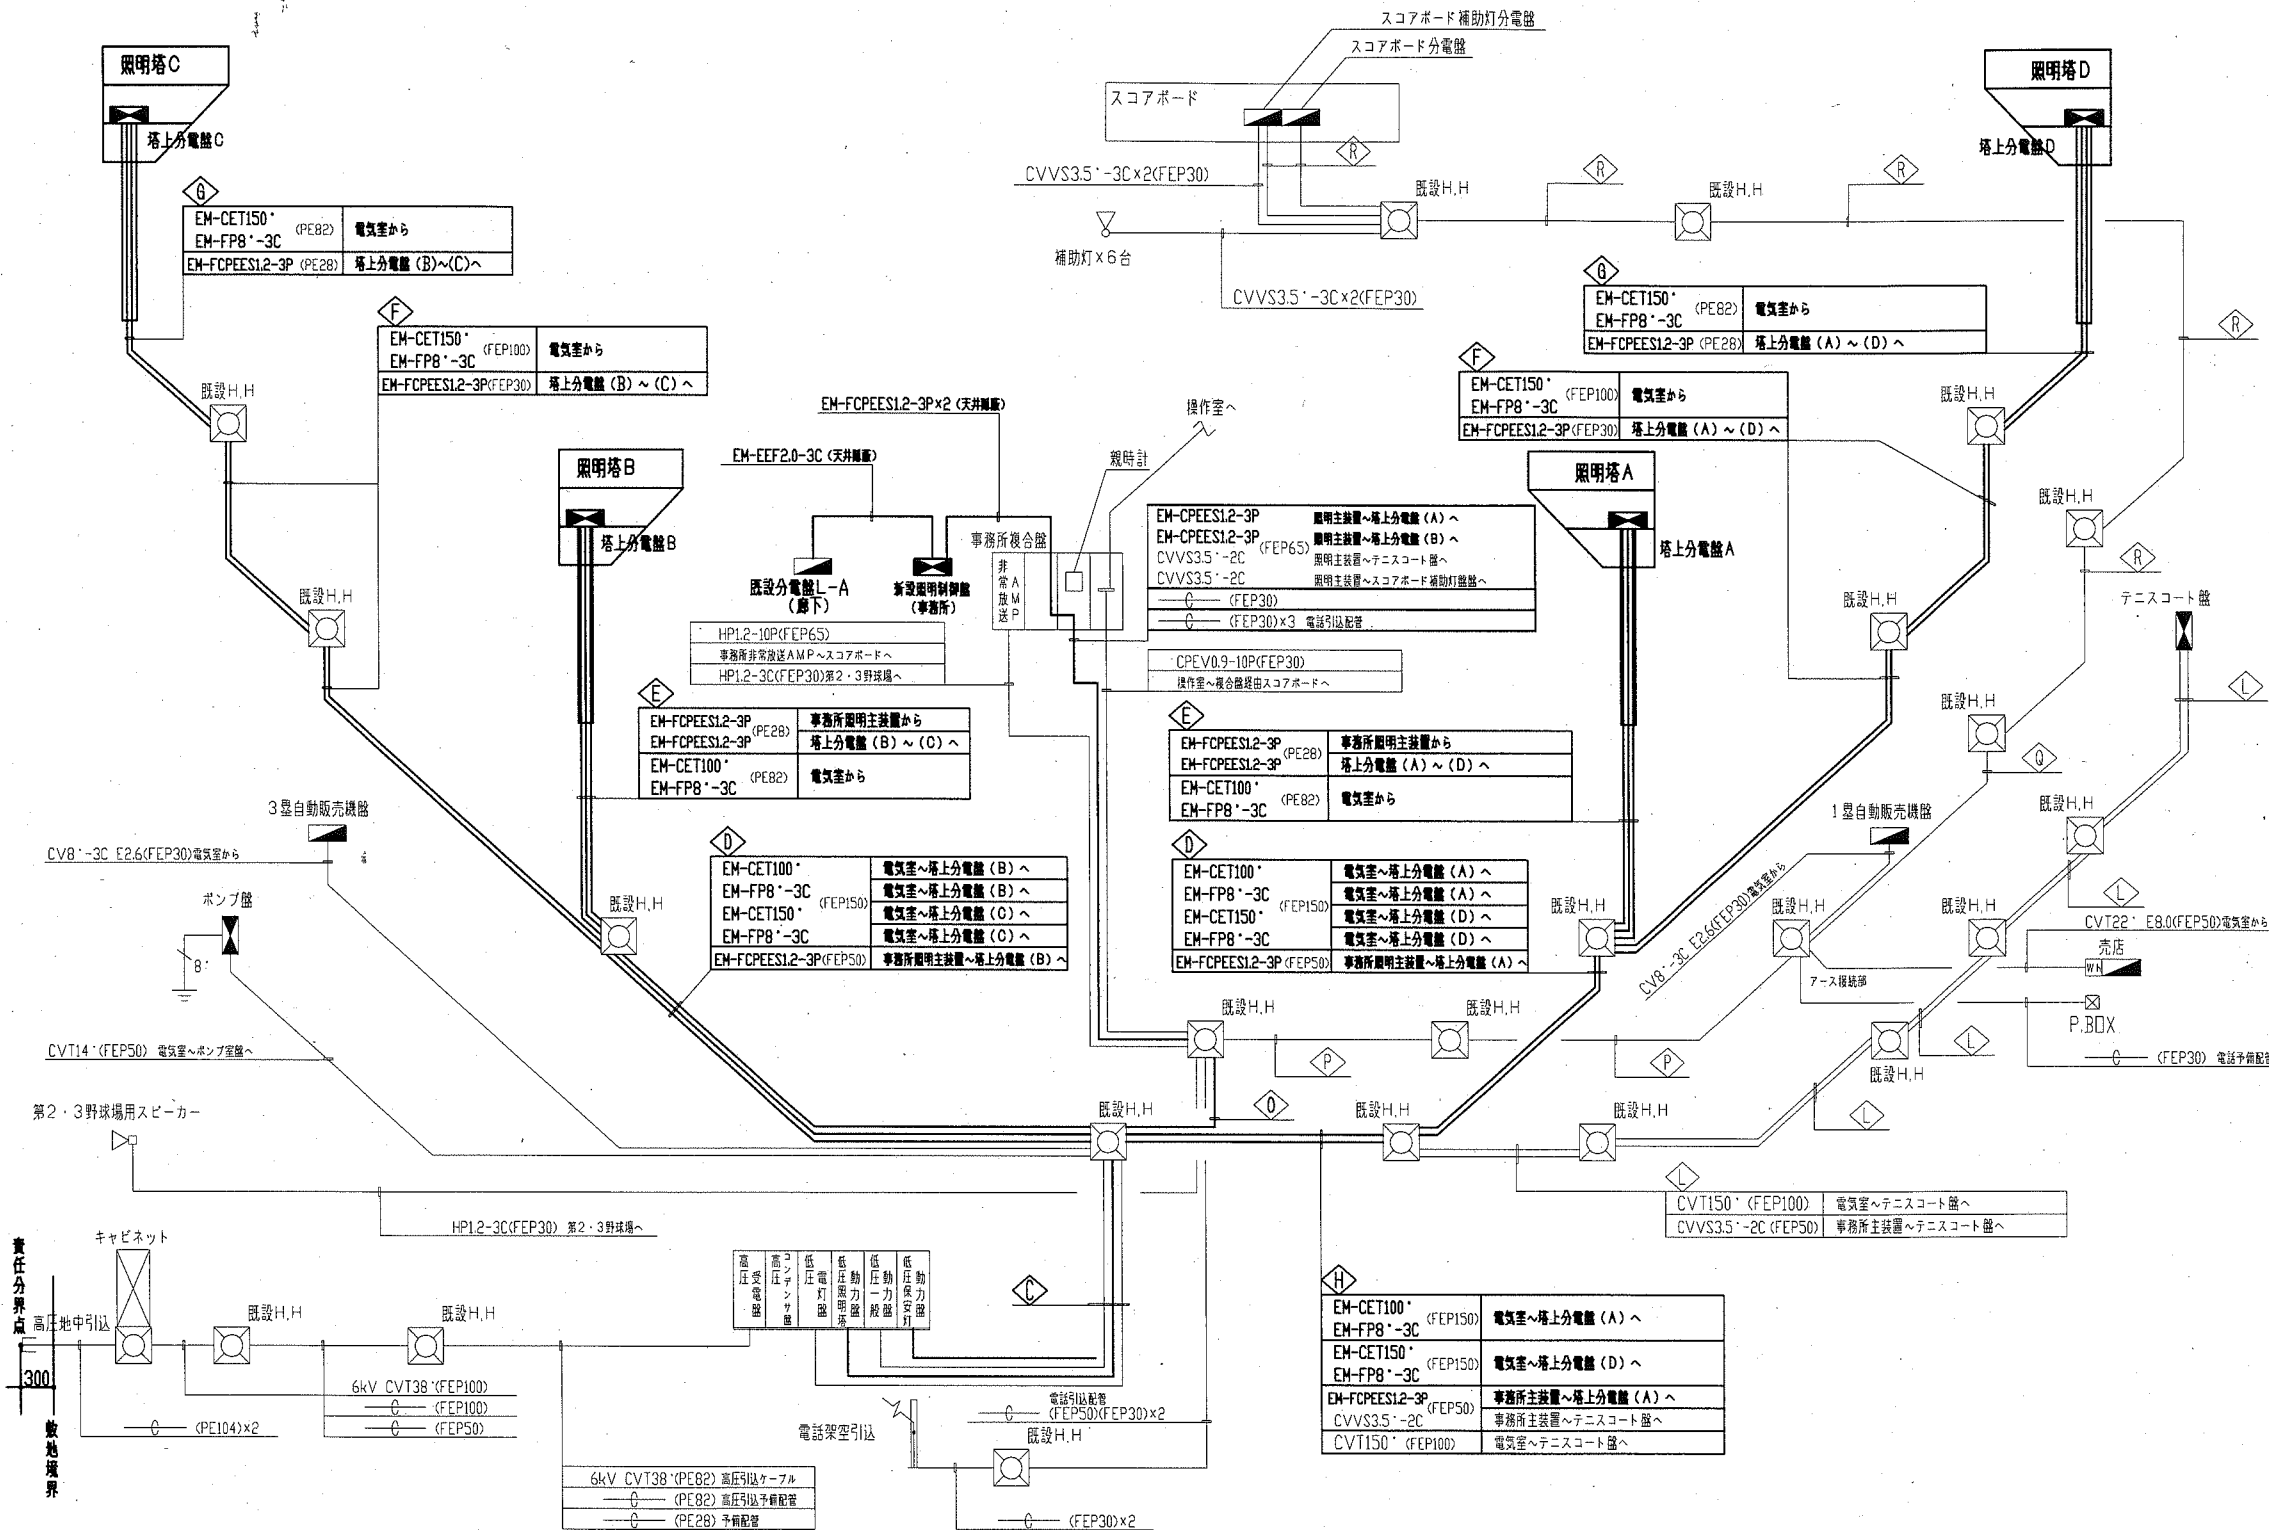 スコアボード補助灯分電盤
スコアボード分電盤
照明塔C
塔上分電盤C
スコアボード
照明塔D
塔上分電盤D
R
CVVS3.5゜-3C×2(FEP30)
既設H.H
R
既設H.H
R
補助灯×6台
CVVS3.5゜-3C×2(FEP30)
R
G
EM-CET150゜
EM-FP8゜-3C
(PE82)
電気室から
EM-FCPEES1.2-3P (PE28)
塔上分電盤 (B)~(C)へ
F
EM-CET150゜
EM-FP8゜-3C
(FEP100)
電気室から
EM-FCPEES1.2-3P(FEP30)
塔上分電盤 (B) ~ (C) へ
G
EM-CET150゜
EM-FP8゜-3C
(PE82)
電気室から
EM-FCPEES1.2-3P (PE28)
塔上分電盤 (A) ~ (D) へ
F
EM-CET150゜
EM-FP8゜-3C
(FEP100)
電気室から
EM-FCPEES1.2-3P(FEP30)
塔上分電盤 (A) ~ (D) へ
既設H.H
既設H.H
EM-FCPEES1.2-3P×2 (天井隠蔽)
操作室へ
EM-EEF2.0-3C (天井隠蔽)
親時計
照明塔B
塔上分電盤B
照明塔A
塔上分電盤A
既設分電盤L-A
(廊下)
新設照明制御盤
(事務所)
事務所複合盤
非常放送
AMP
EM-CPEES1.2-3P
照明主装置~塔上分電盤 (A) へ
EM-CPEES1.2-3P
照明主装置~塔上分電盤 (B) へ
(FEP65)
CVVS3.5゜-2C
照明主装置~テニスコート盤へ
CVVS3.5゜-2C
照明主装置~スコアボード補助灯盤盤へ
C (FEP30)
C (FEP30)×3 電話引込配管
既設H.H
R
テニスコート盤
既設H.H
既設H.H
HP1.2-10P(FEP65)
事務所非常放送AMP~スコアボードへ
HP1.2-3C(FEP30)第2・3野球場へ
CPEV0.9-10P(FEP30)
操作室~複合盤経由スコアボードへ
L
E
EM-FCPEES1.2-3P
EM-FCPEES1.2-3P
(PE28)
事務所照明主装置から
塔上分電盤 (B) ~ (C) へ
EM-CET100゜
EM-FP8゜-3C
(PE82)
電気室から
E
EM-FCPEES1.2-3P
EM-FCPEES1.2-3P
(PE28)
事務所照明主装置から
塔上分電盤 (A) ~ (D) へ
EM-CET100゜
EM-FP8゜-3C
(PE82)
電気室から
既設H.H
Q
3塁自動販売機盤
CV8゜-3C E2.6(FEP30)電気室から
ポンプ盤
8゜
1塁自動販売機盤
既設H.H
CV8゜-3C E2.6(FEP30)電気室から
D
EM-CET100゜
電気室~塔上分電盤 (B) へ
EM-FP8゜-3C
電気室~塔上分電盤 (B) へ
(FEP150)
EM-CET150゜
電気室~塔上分電盤 (C) へ
EM-FP8゜-3C
電気室~塔上分電盤 (C) へ
EM-FCPEES1.2-3P(FEP50)
事務所照明主装置~塔上分電盤 (B) へ
D
EM-CET100゜
電気室~塔上分電盤 (A) へ
EM-FP8゜-3C
電気室~塔上分電盤 (A) へ
(FEP150)
EM-CET150゜
電気室~塔上分電盤 (D) へ
EM-FP8゜-3C
電気室~塔上分電盤 (D) へ
EM-FCPEES1.2-3P (FEP50)
事務所照明主装置~塔上分電盤 (A) へ
既設H.H
既設H.H
既設H.H
既設H.H
L
CVT22゜ E8.0(FEP50)電気室から
売店
WH
アース接続部
P.BOX
C (FEP30) 電話予備配管
既設H.H
既設H.H
P
P
L
既設H.H
CVT14゜(FEP50) 電気室~ポンプ室盤へ
第2・3野球場用スピーカー
既設H.H
O
既設H.H
既設H.H
L
HP1.2-3C(FEP30) 第2・3野球場へ
L
CVT150゜(FEP100)
電気室~テニスコート盤へ
CVVS3.5゜-2C (FEP50)
事務所主装置~テニスコート盤へ
責任分界点
キャビネット
高圧地中引込
既設H.H
既設H.H
300
敷地境界
高圧受電盤
高圧コンデンサ盤
低圧電灯盤
低圧照明塔動力盤
低圧一般動力盤
低圧保安灯動力盤
C
H
EM-CET100゜
EM-FP8゜-3C
(FEP150)
電気室~塔上分電盤 (A) へ
EM-CET150゜
EM-FP8゜-3C
(FEP150)
電気室~塔上分電盤 (D) へ
EM-FCPEES1.2-3P
事務所主装置~塔上分電盤 (A) へ
(FEP50)
CVVS3.5゜-2C
事務所主装置~テニスコート盤へ
CVT150゜ (FEP100)
電気室~テニスコート盤へ
6kV CVT38゜(FEP100)
C (FEP100)
C (FEP50)
C (PE104)×2
電話架空引込
電話引込配管
C (FEP50)(FEP30)×2
既設H.H
6kV CVT38゜(PE82) 高圧引込ケーブル
C (PE82) 高圧引込予備配管
C (PE28) 予備配管
C (FEP30)×2